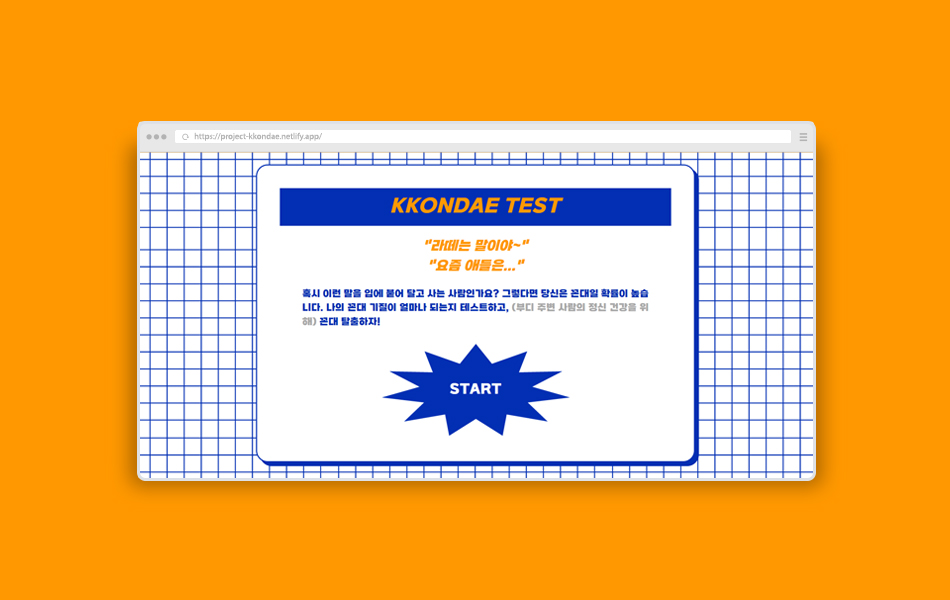 https://project-kkondae.netlify.app/
KKONDAE TEST
"라떼는 말이야~"
"요즘 애들은..."
혹시 이런 말을 입에 붙어 달고 사는 사람인가요? 그렇다면 당신은 꼰대일 확률이 높습
니다. 나의 꼰대 기질이 얼마나 되는지 테스트하고, (부디 주변 사람의 정신 건강을 위
해) 꼰대 탈출하자!
START